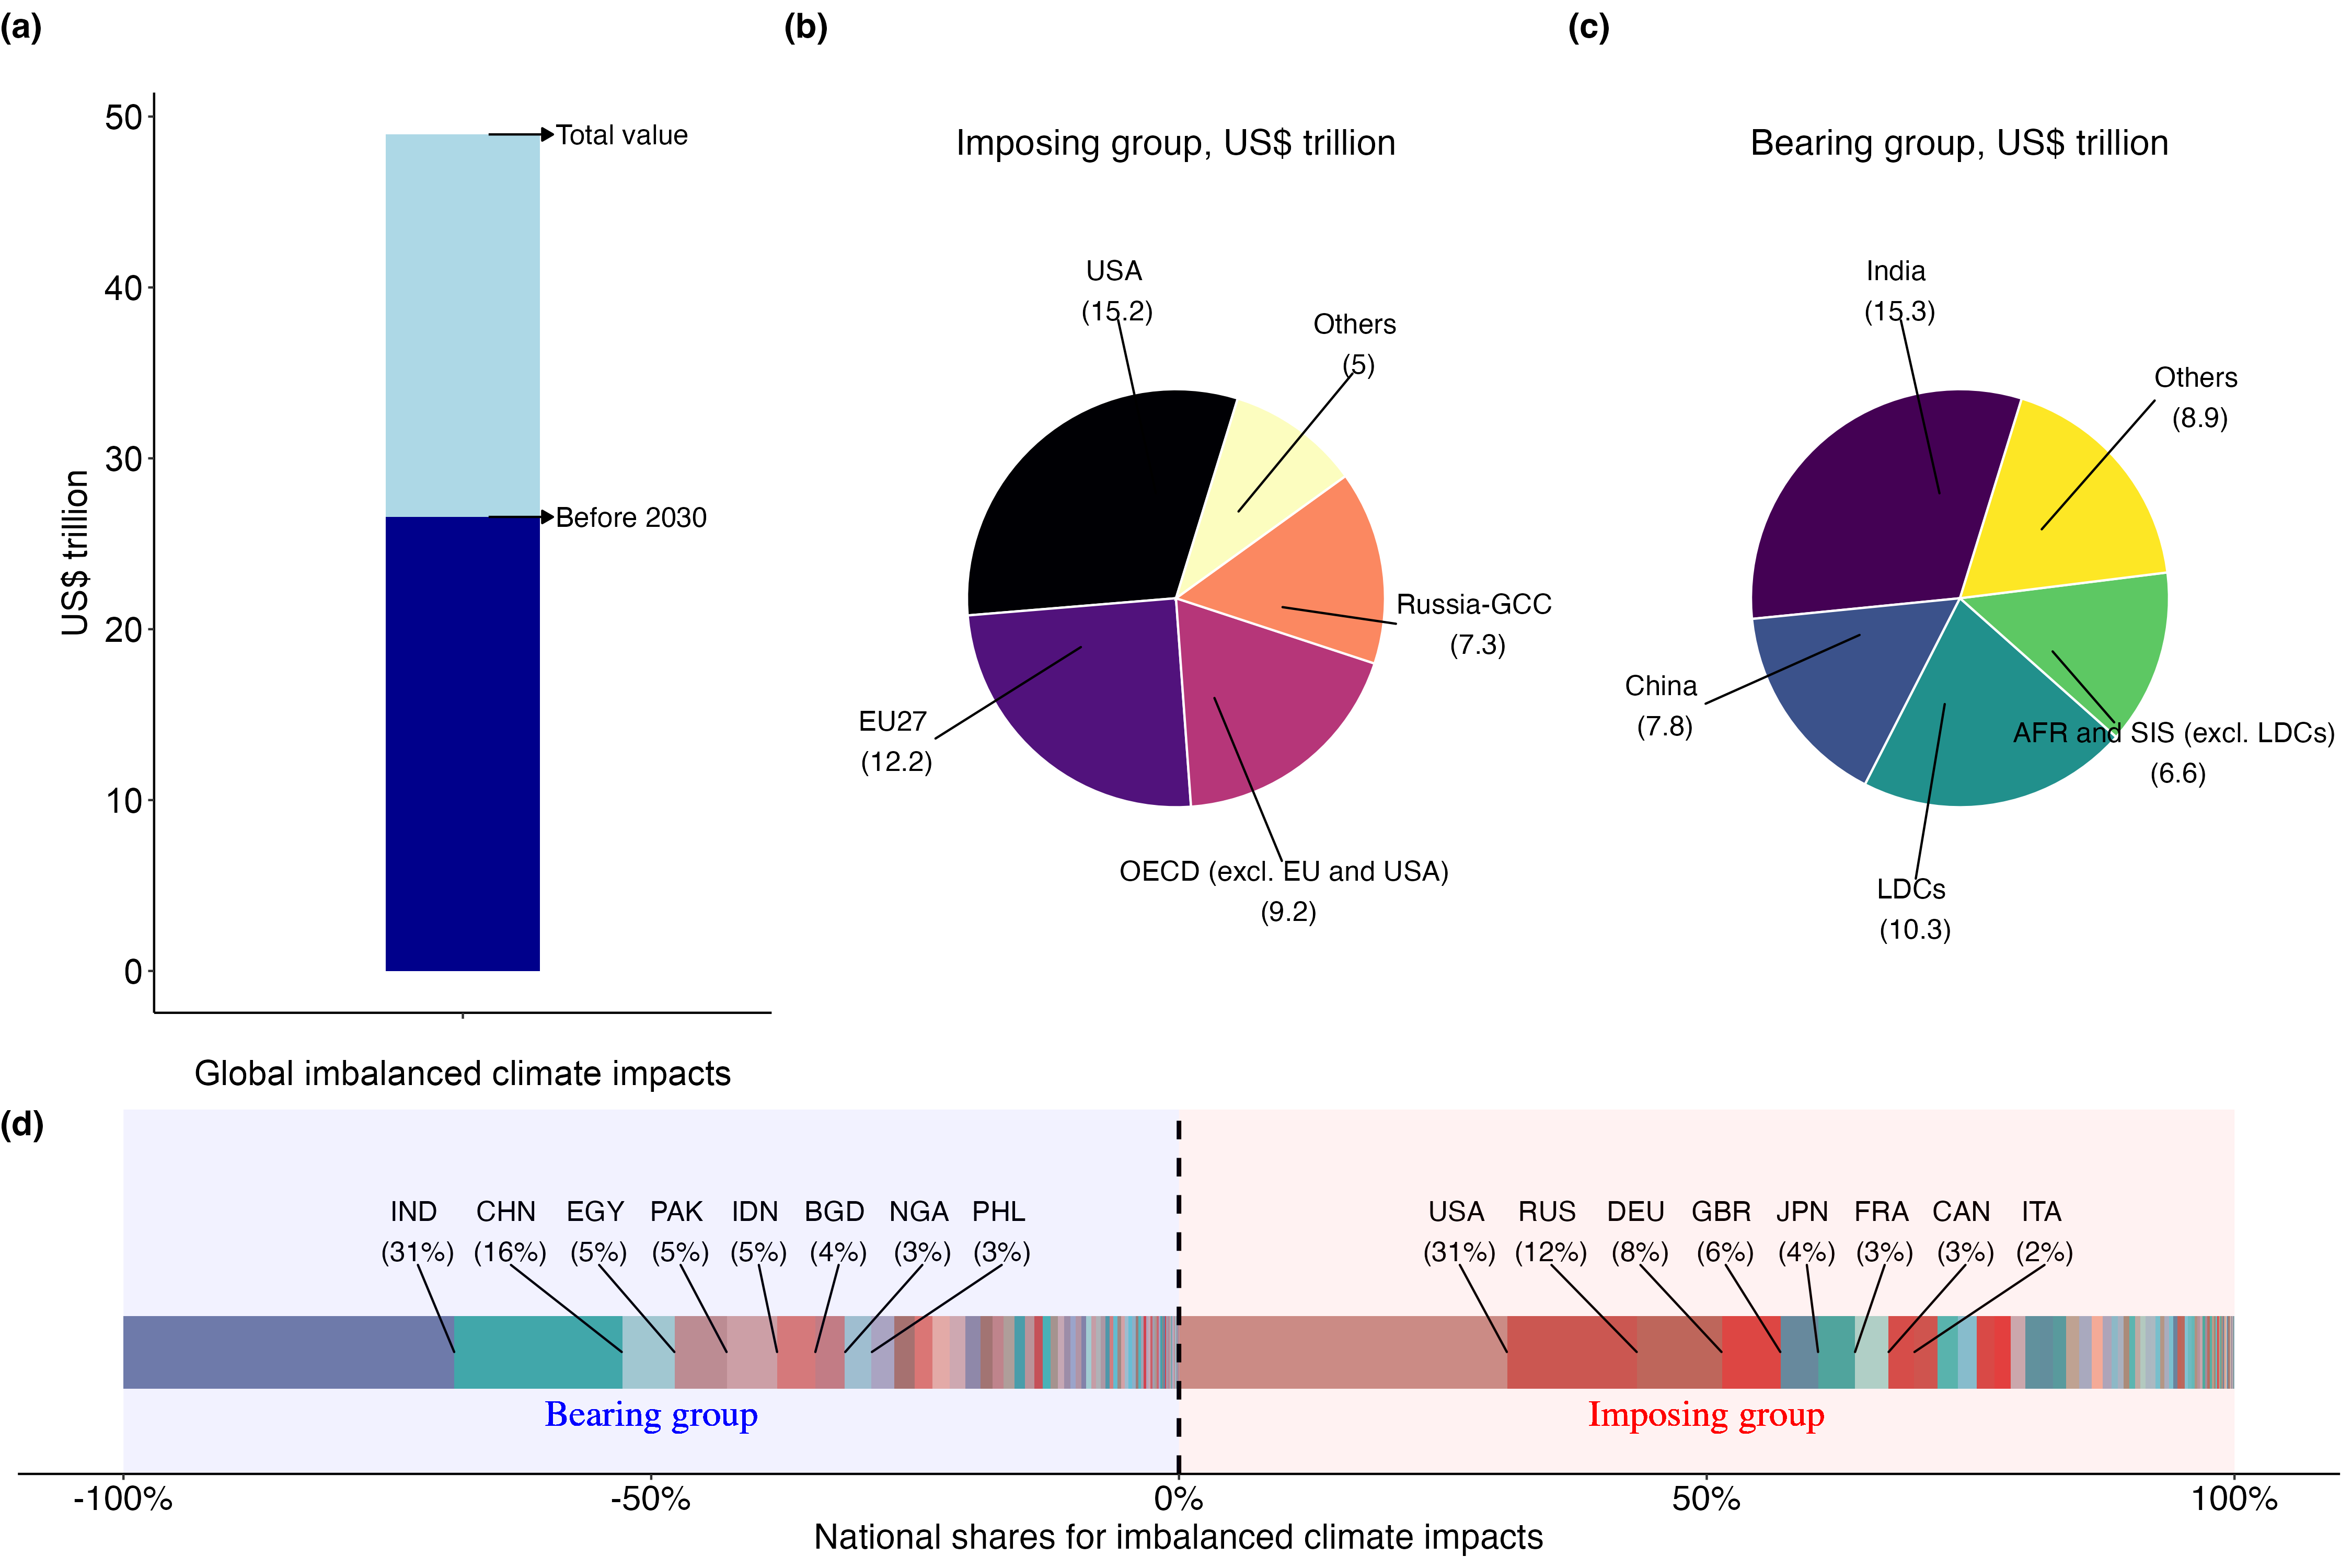 (a)
50
40
30
20
10
0
US$ trillion
Total value
Before 2030
Global imbalanced climate impacts
(b)
Imposing group, US$ trillion
USA
(15.2)
Others
(5)
Russia-GCC
(7.3)
EU27
(12.2)
OECD (excl. EU and USA)
(9.2)
(c)
Bearing group, US$ trillion
India
(15.3)
Others
(8.9)
China
(7.8)
AFR and SIS (excl. LDCs)
(6.6)
LDCs
(10.3)
(d)
IND CHN EGY PAK IDN BGD NGA PHL
(31%) (16%) (5%) (5%) (5%) (4%) (3%) (3%)
USA RUS DEU GBR JPN FRA CAN ITA
(31%) (12%) (8%) (6%) (4%) (3%) (3%) (2%)
Bearing group
Imposing group
-100% -50% 0% 50% 100%
National shares for imbalanced climate impacts